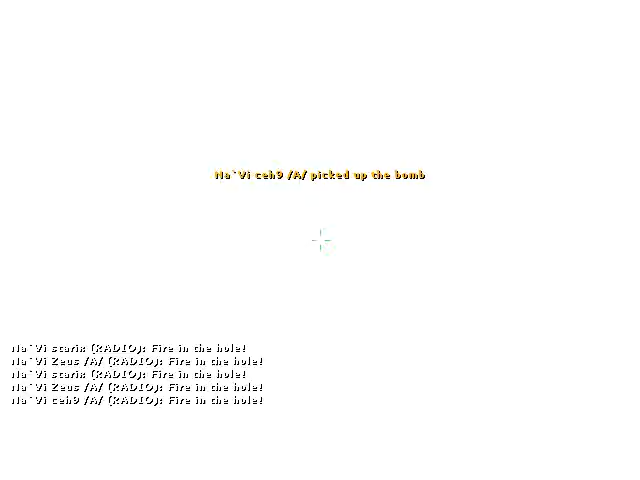 Na`Vi ceh9 /A/ picked up the bomb
Na`Vi starix (RADIO): Fire in the hole!
Na`Vi Zeus /A/ (RADIO): Fire in the hole!
Na`Vi starix (RADIO): Fire in the hole!
Na`Vi Zeus /A/ (RADIO): Fire in the hole!
Na`Vi ceh9 /A/ (RADIO): Fire in the hole!